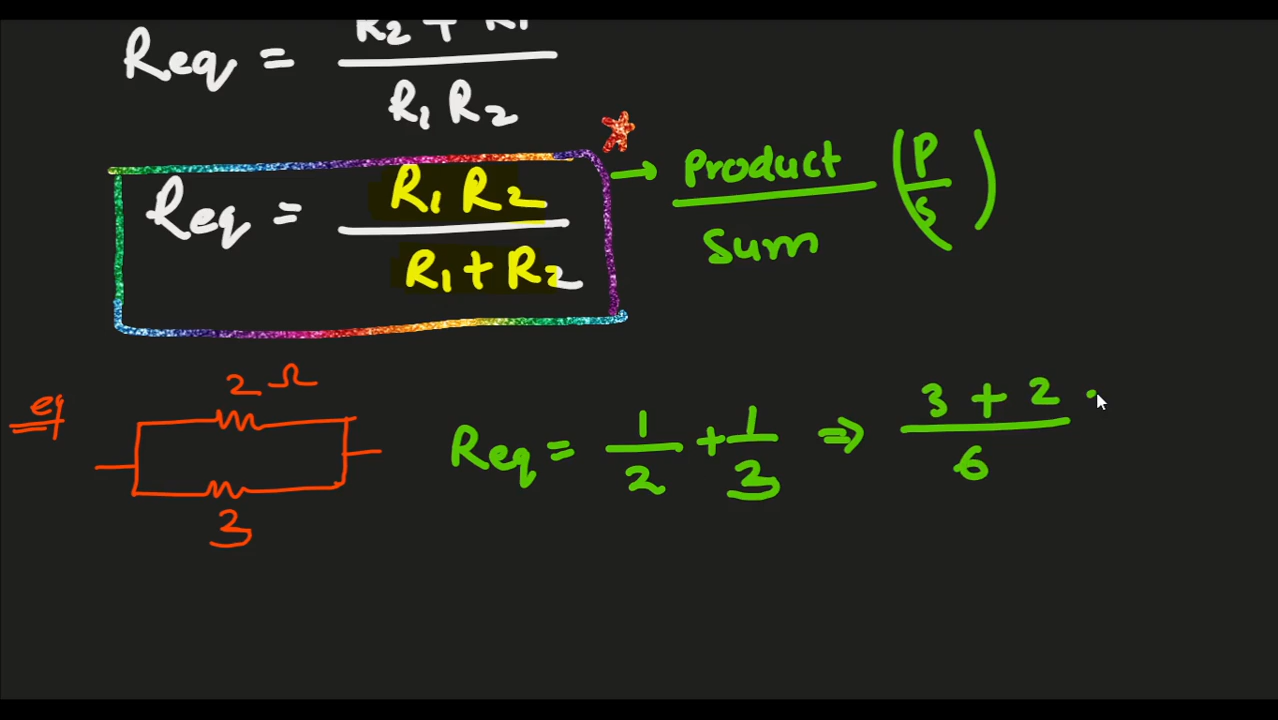 Req = R2 + R1 / R1 R2
Req = R1 R2 / R1 + R2 → Product / Sum (P / S)
eg 2 Ω
Req = 1/2 + 1/3 ⇒ 3 + 2 / 6
3